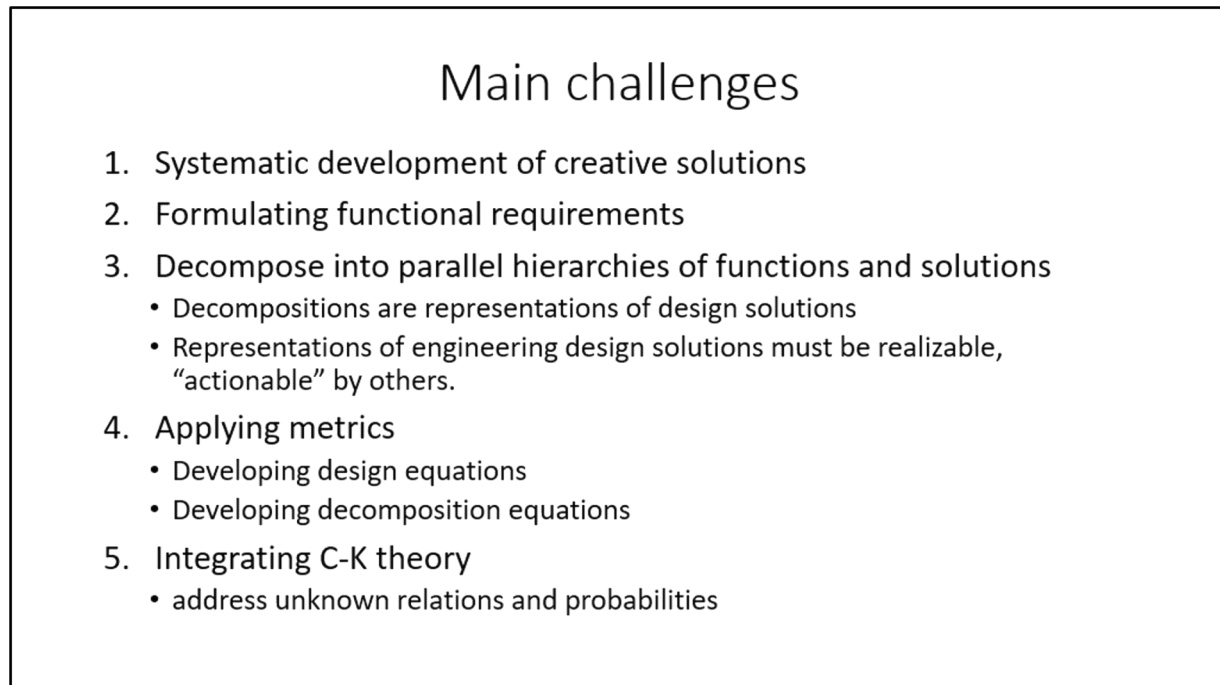 Main challenges
1. Systematic development of creative solutions
2. Formulating functional requirements
3. Decompose into parallel hierarchies of functions and solutions
• Decompositions are representations of design solutions
• Representations of engineering design solutions must be realizable,
“actionable” by others.
4. Applying metrics
• Developing design equations
• Developing decomposition equations
5. Integrating C-K theory
• address unknown relations and probabilities